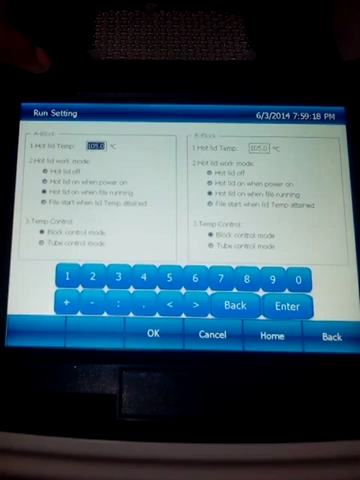 Run Setting
6/3/2014 7:59:18 PM
A-Block
1.Hot lid Temp: 105.0 °C
2.Hot lid work mode:
Hot lid off
Hot lid on when power on
Hot lid on when file running
File start when lid Temp attained
3.Temp Control:
Block control mode
Tube control mode
B-Block
1.Hot lid Temp: 105.0 °C
2.Hot lid work mode:
Hot lid off
Hot lid on when power on
Hot lid on when file running
File start when lid Temp attained
3.Temp Control:
Block control mode
Tube control mode
1 2 3 4 5 6 7 8 9 0
+ - : . < > Back Enter
OK Cancel Home Back